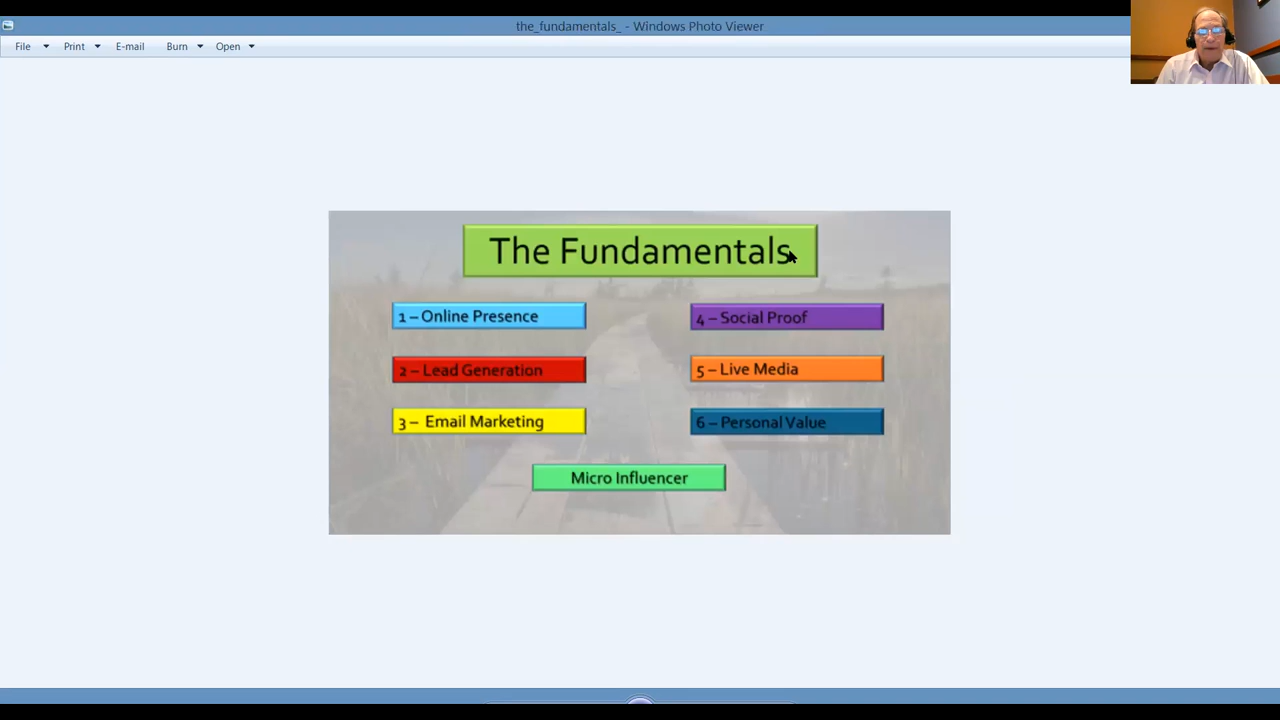 the_fundamentals_ - Windows Photo Viewer
File Print E-mail Burn Open
The Fundamentals
1 – Online Presence
2 – Lead Generation
3 – Email Marketing
4 – Social Proof
5 – Live Media
6 – Personal Value
Micro Influencer